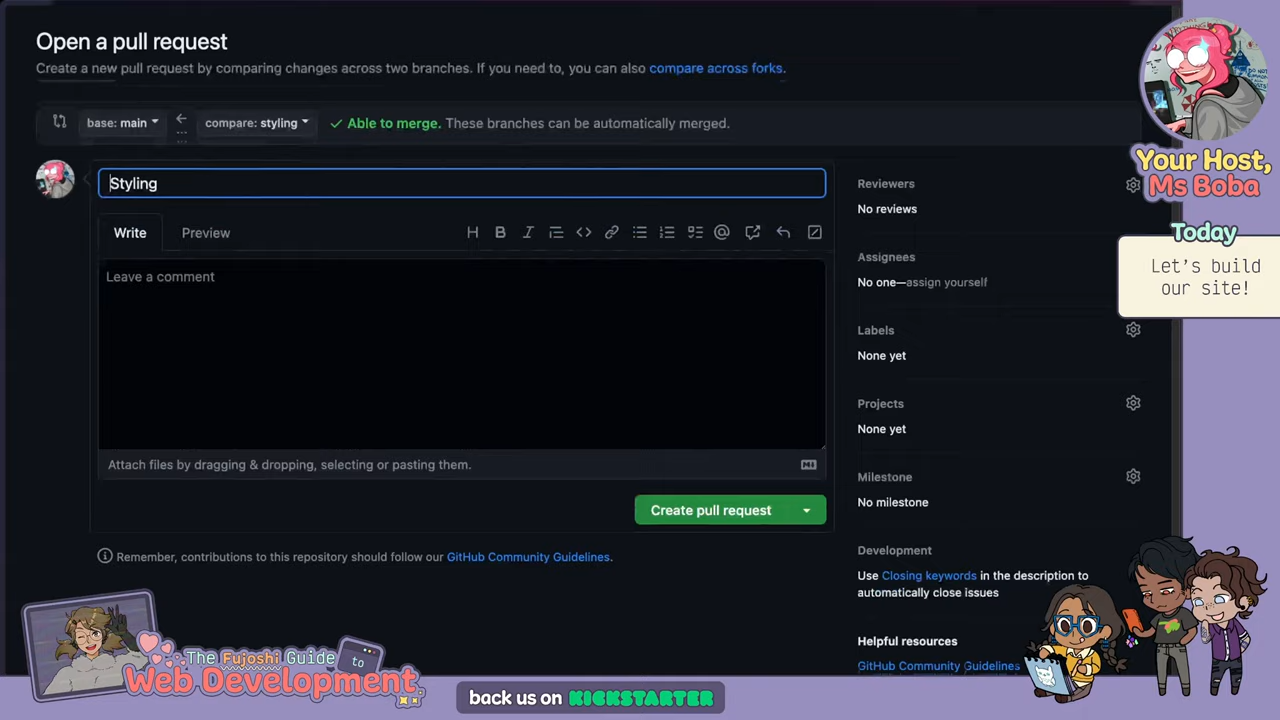 Open a pull request
Create a new pull request by comparing changes across two branches. If you need to, you can also compare across forks.
base: main
compare: styling
Able to merge. These branches can be automatically merged.
Styling
Write
Preview
Leave a comment
Attach files by dragging & dropping, selecting or pasting them.
Create pull request
Remember, contributions to this repository should follow our GitHub Community Guidelines.
Reviewers
No reviews
Assignees
No one—assign yourself
Labels
None yet
Projects
None yet
Milestone
No milestone
Development
Use Closing keywords in the description to
automatically close issues
Helpful resources
GitHub Community Guidelines
Your Host,
Ms Boba
Today
Let's build
our site!
The Fujoshi Guide
to
Web Development
back us on KICKSTARTER